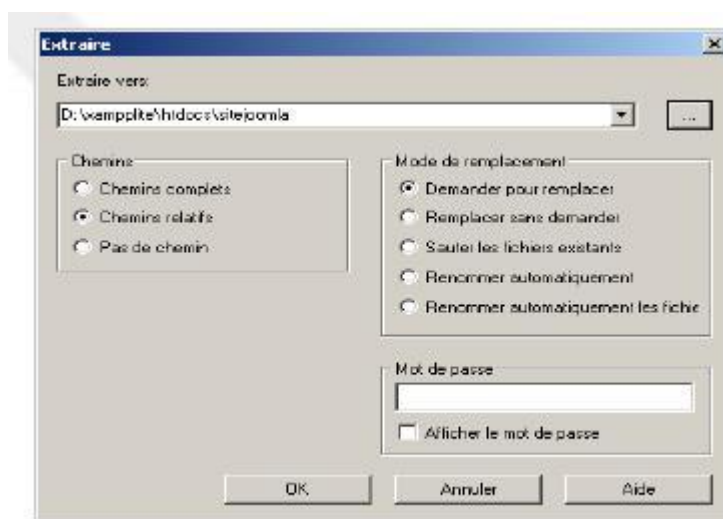 Extraire
Extraire vers:
D:\xampplite\htdocs\sitejoomla
...
Chemins
Chemins complets
Chemins relatifs
Pas de chemin
Mode de remplacement
Demander pour remplacer
Remplacer sans demander
Sauter les fichiers existants
Renommer automatiquement
Renommer automatiquement les fichie
Mot de passe
Afficher le mot de passe
OK
Annuler
Aide